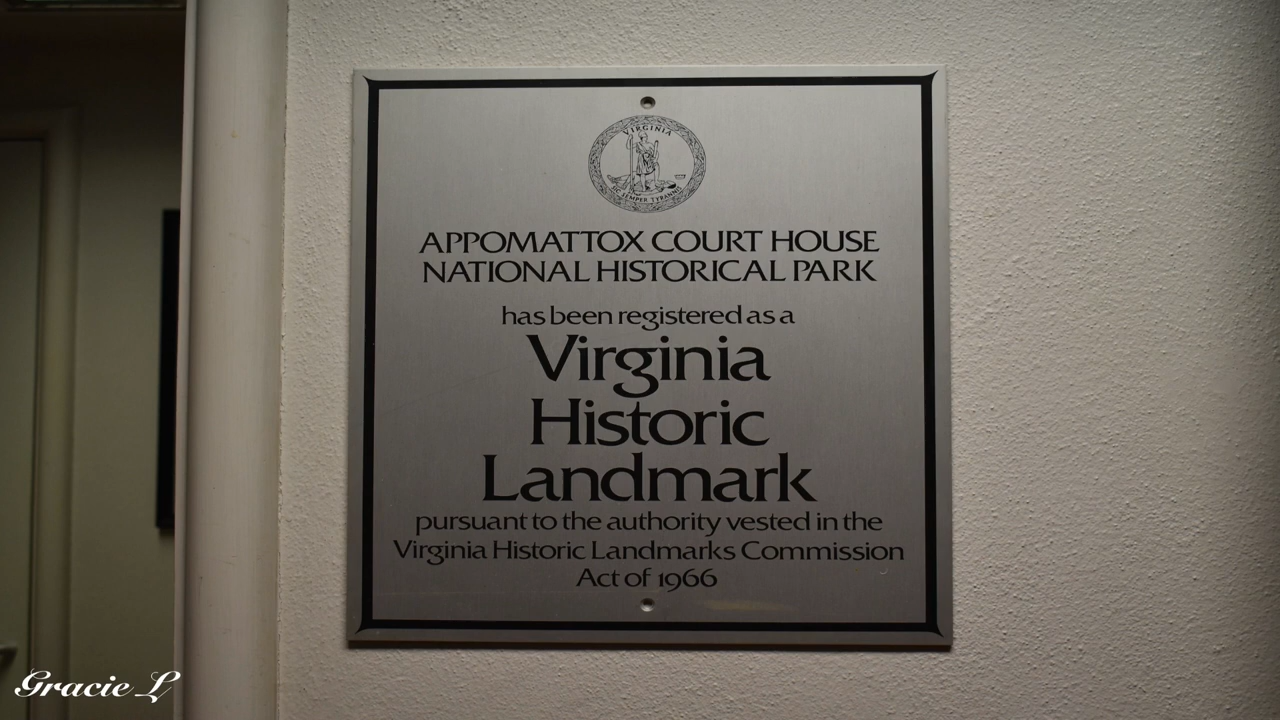 VIRGINIA
SIC SEMPER TYRANNIS
APPOMATTOX COURT HOUSE
NATIONAL HISTORICAL PARK
has been registered as a
Virginia
Historic
Landmark
pursuant to the authority vested in the
Virginia Historic Landmarks Commission
Act of 1966
Gracie L